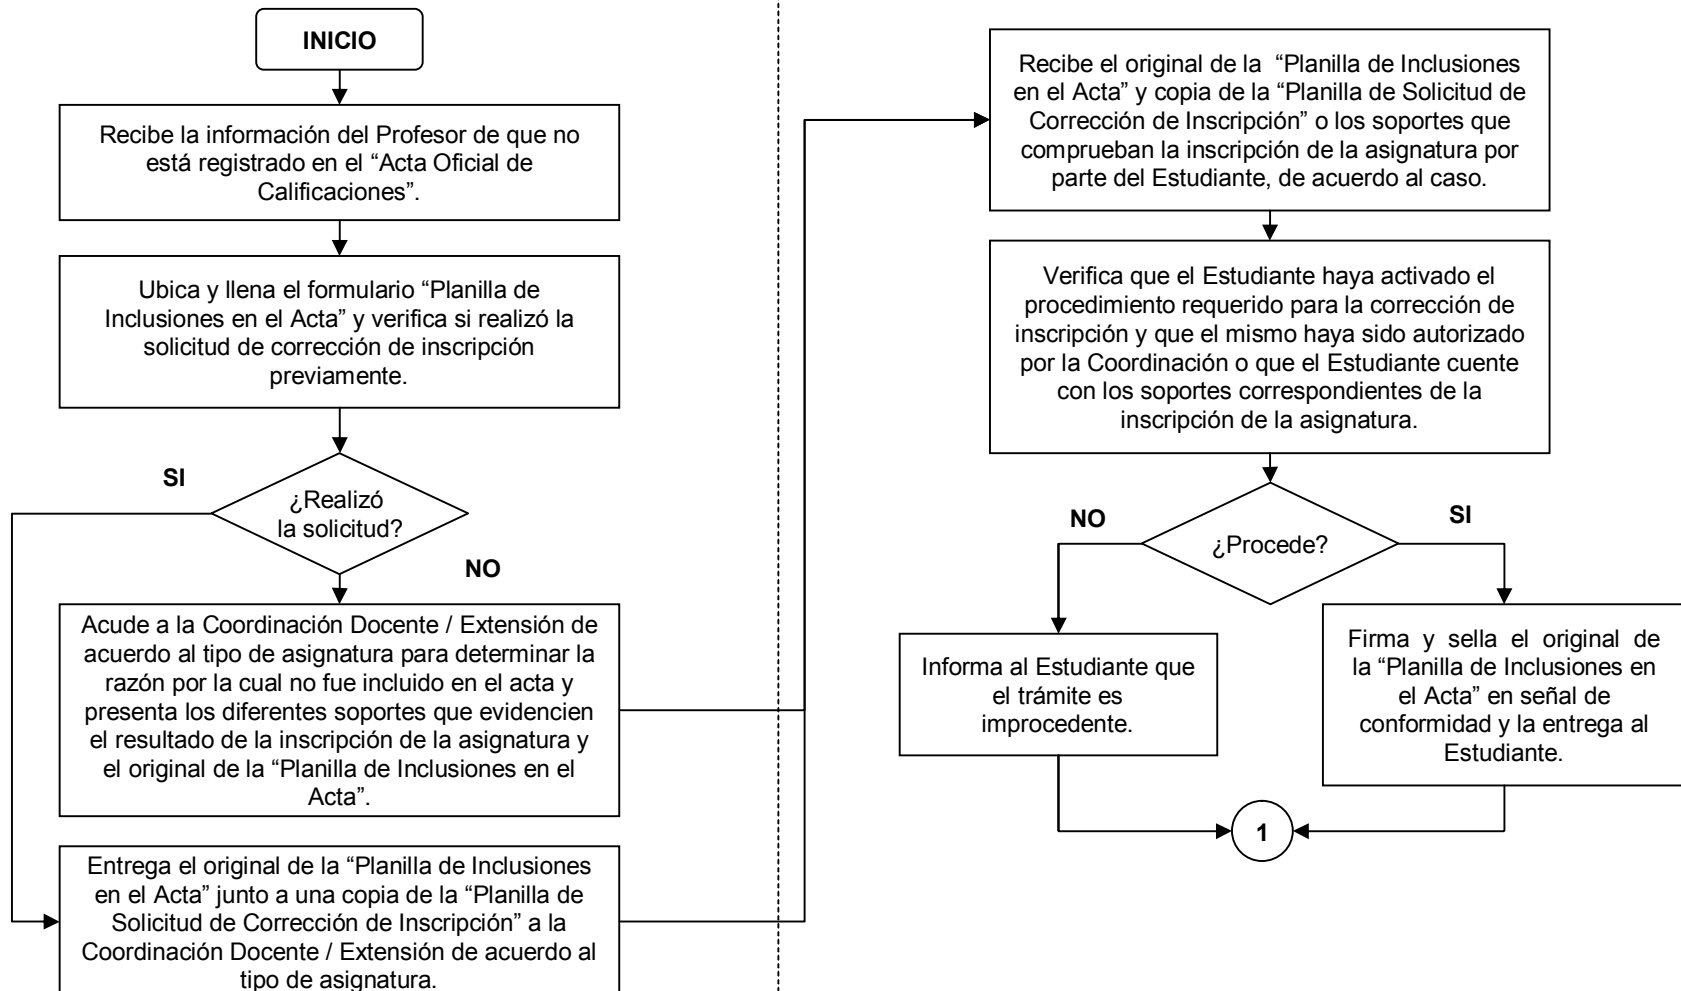 INICIO
Recibe la información del Profesor de que no
está registrado en el “Acta Oficial de
Calificaciones”.
Ubica y llena el formulario “Planilla de
Inclusiones en el Acta” y verifica si realizó la
solicitud de corrección de inscripción
previamente.
SI
¿Realizó
la solicitud?
NO
Acude a la Coordinación Docente / Extensión de
acuerdo al tipo de asignatura para determinar la
razón por la cual no fue incluido en el acta y
presenta los diferentes soportes que evidencien
el resultado de la inscripción de la asignatura y
el original de la “Planilla de Inclusiones en el
Acta”.
Entrega el original de la “Planilla de Inclusiones
en el Acta” junto a una copia de la “Planilla de
Solicitud de Corrección de Inscripción” a la
Coordinación Docente / Extensión de acuerdo al
tipo de asignatura.
Recibe el original de la “Planilla de Inclusiones
en el Acta” y copia de la “Planilla de Solicitud de
Corrección de Inscripción” o los soportes que
comprueban la inscripción de la asignatura por
parte del Estudiante, de acuerdo al caso.
Verifica que el Estudiante haya activado el
procedimiento requerido para la corrección de
inscripción y que el mismo haya sido autorizado
por la Coordinación o que el Estudiante cuente
con los soportes correspondientes de la
inscripción de la asignatura.
NO
SI
¿Procede?
Informa al Estudiante que
el trámite es
improcedente.
Firma y sella el original de
la “Planilla de Inclusiones en
el Acta” en señal de
conformidad y la entrega al
Estudiante.
1